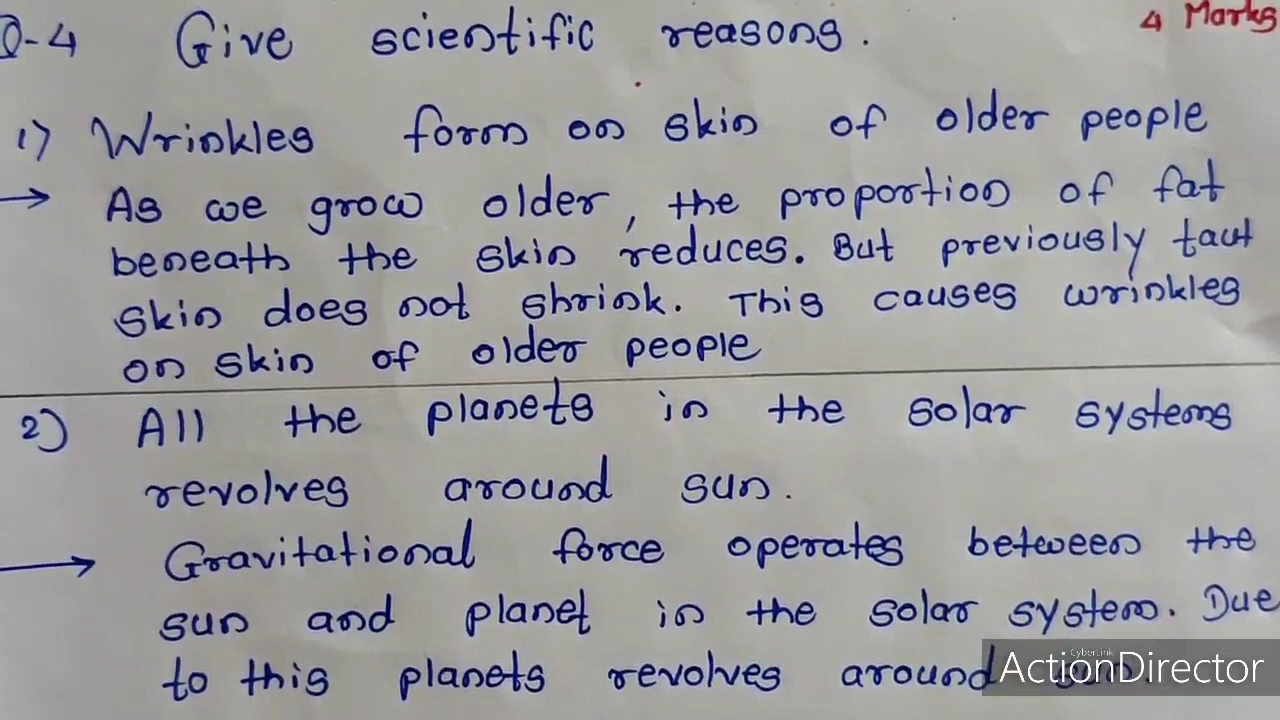 Q-4 Give scientific reasons.
4 Marks
1) Wrinkles form on skin of older people
→ As we grow older, the proportion of fat
beneath the skin reduces. But previously taut
skin does not shrink. This causes wrinkles
on skin of older people
2) All the planets in the solar systems
revolves around sun.
→ Gravitational force operates between the
sun and planet in the solar system. Due
to this planets revolves around sun.
CyberLink
ActionDirector